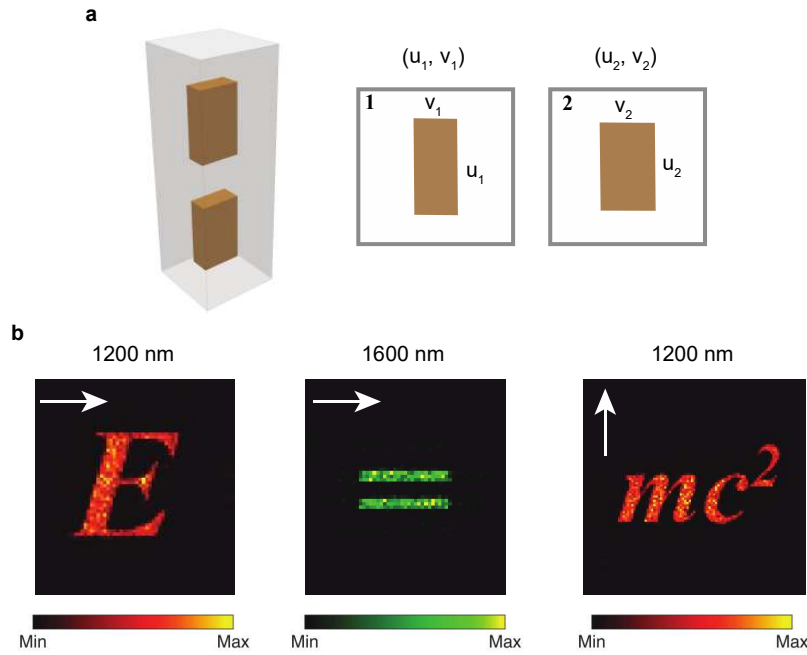 a
(u₁, v₁)
(u₂, v₂)
1
v₁
u₁
2
v₂
u₂
b
1200 nm
1600 nm
1200 nm
E
=
mc²
Min Max
Min Max
Min Max